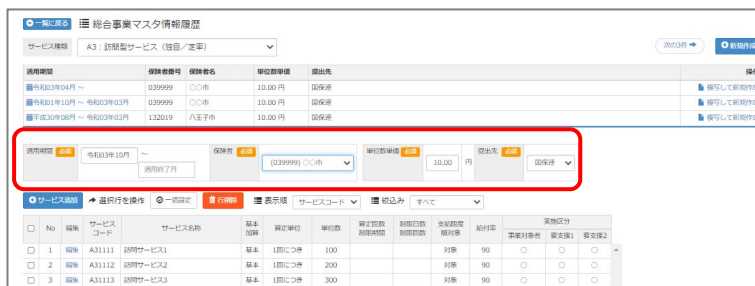 一覧に戻る 総合事業マスタ情報履歴
サービス種類 A3：訪問型サービス（独自／定率） 次の3件 新規作成
適用期間 保険者番号 保険者名 単位数単価 提出先 操
令和03年04月 ～ 039999 〇〇市 10.00 円 国保連 複写して新規作
令和01年10月 ～ 令和03年03月 039999 〇〇市 10.00 円 国保連 複写して新規作
平成30年08月 ～ 令和03年03月 132019 八王子市 10.00 円 国保連 複写して新規作
適用期間 必須 令和3年10月 ～ 保険者 必須 (039999) 〇〇市 単位数単価 必須 10.00 円 提出先 必須 国保連
適用終了月
サービス追加 選択行を操作 一括設定 行削除 表示順 サービスコード 絞込み すべて
No 編集 サービスコード サービス名称 基本加算 算定単位 単位数 算定回数制限期間 制限日数制限回数 支給限度額対象 給付率 実施区分
事業対象者 要支援1 要支援2
1 編集 A31111 訪問サービス1 基本 1回につき 100 対象 90
2 編集 A31112 訪問サービス2 基本 1回につき 200 対象 90
3 編集 A31113 訪問サービス3 基本 1回につき 300 対象 90